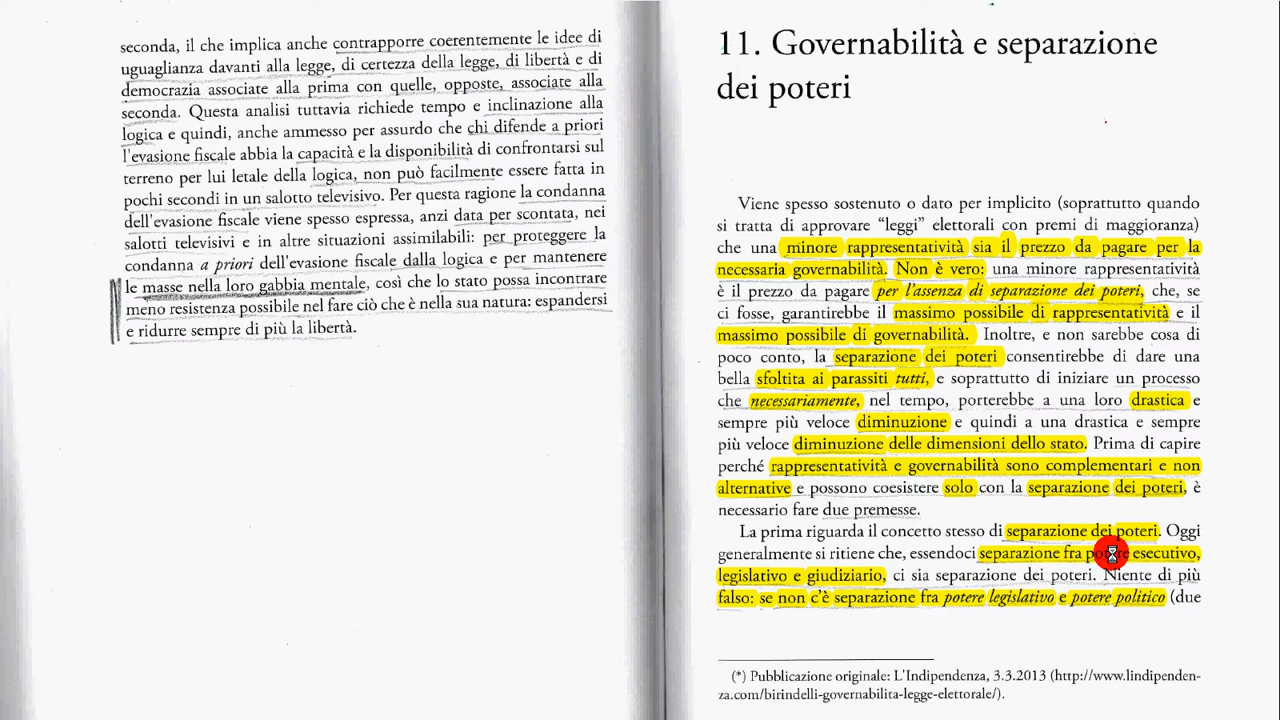 seconda, il che implica anche contrapporre coerentemente le idee di
uguaglianza davanti alla legge, di certezza della legge, di libertà e di
democrazia associate alla prima con quelle, opposte, associate alla
seconda. Questa analisi tuttavia richiede tempo e inclinazione alla
logica e quindi, anche ammesso per assurdo che chi difende a priori
l'evasione fiscale abbia la capacità e la disponibilità di confrontarsi sul
terreno per lui letale della logica, non può facilmente essere fatta in
pochi secondi in un salotto televisivo. Per questa ragione la condanna
dell'evasione fiscale viene spesso espressa, anzi data per scontata, nei
salotti televisivi e in altre situazioni assimilabili: per proteggere la
condanna a priori dell'evasione fiscale dalla logica e per mantenere
le masse nella loro gabbia mentale, così che lo stato possa incontrare
meno resistenza possibile nel fare ciò che è nella sua natura: espandersi
e ridurre sempre di più la libertà.
11. Governabilità e separazione
dei poteri
Viene spesso sostenuto o dato per implicito (soprattutto quando
si tratta di approvare “leggi” elettorali con premi di maggioranza)
che una minore rappresentatività sia il prezzo da pagare per la
necessaria governabilità. Non è vero: una minore rappresentatività
è il prezzo da pagare per l'assenza di separazione dei poteri, che, se
ci fosse, garantirebbe il massimo possibile di rappresentatività e il
massimo possibile di governabilità. Inoltre, e non sarebbe cosa di
poco conto, la separazione dei poteri consentirebbe di dare una
bella sfoltita ai parassiti tutti, e soprattutto di iniziare un processo
che necessariamente, nel tempo, porterebbe a una loro drastica e
sempre più veloce diminuzione e quindi a una drastica e sempre
più veloce diminuzione delle dimensioni dello stato. Prima di capire
perché rappresentatività e governabilità sono complementari e non
alternative e possono coesistere solo con la separazione dei poteri, è
necessario fare due premesse.
La prima riguarda il concetto stesso di separazione dei poteri. Oggi
generalmente si ritiene che, essendoci separazione fra potere esecutivo,
legislativo e giudiziario, ci sia separazione dei poteri. Niente di più
falso: se non c'è separazione fra potere legislativo e potere politico (due
(*) Pubblicazione originale: L'Indipendenza, 3.3.2013 (http://www.lindipenden-
za.com/birindelli-governabilita-legge-elettorale/).